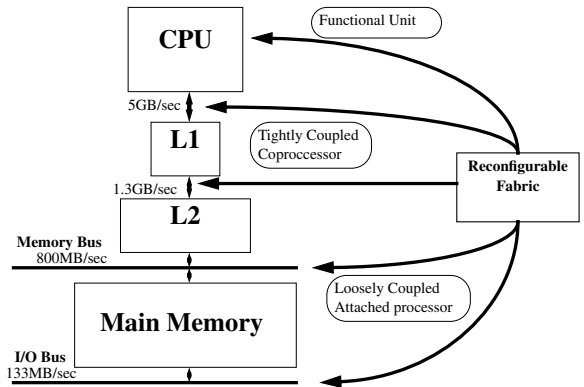 CPU
Functional Unit
5GB/sec
L1
Tightly Coupled
Coproccessor
Reconfigurable
Fabric
1.3GB/sec
L2
Memory Bus
800MB/sec
Loosely Coupled
Attached processor
Main Memory
I/O Bus
133MB/sec